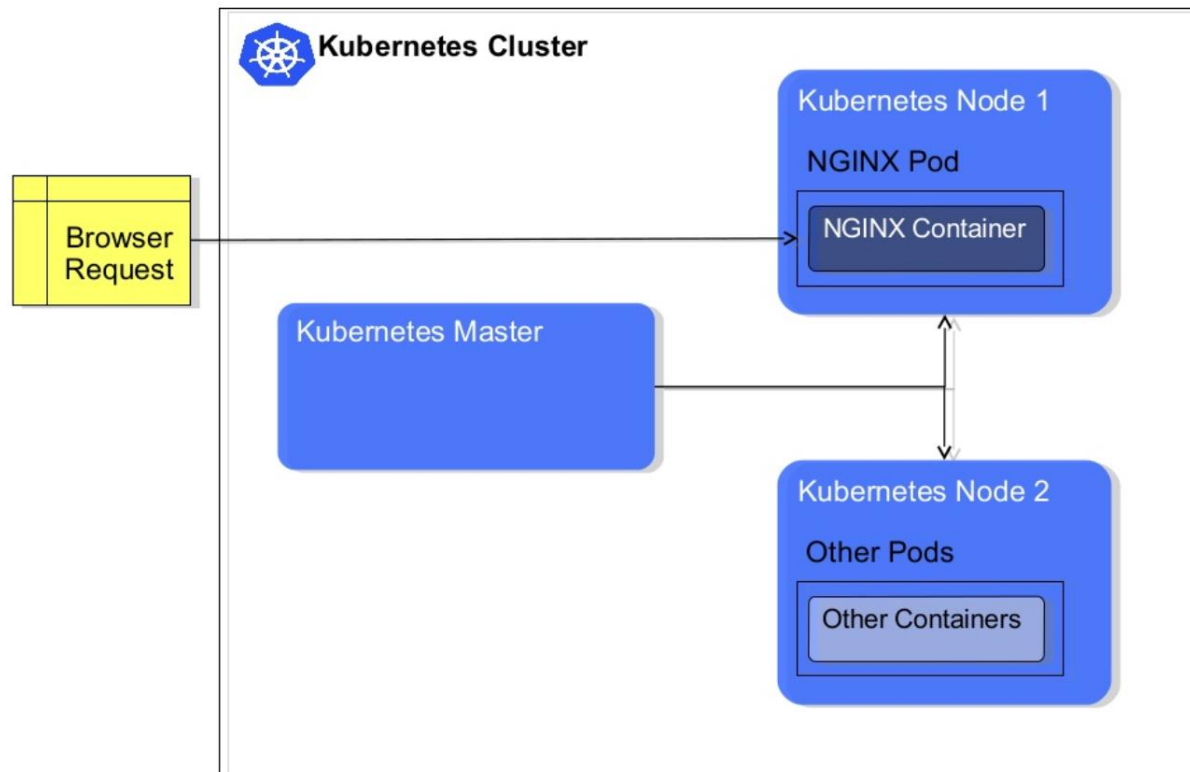 Kubernetes Cluster
Kubernetes Node 1
NGINX Pod
NGINX Container
Browser
Request
Kubernetes Master
Kubernetes Node 2
Other Pods
Other Containers